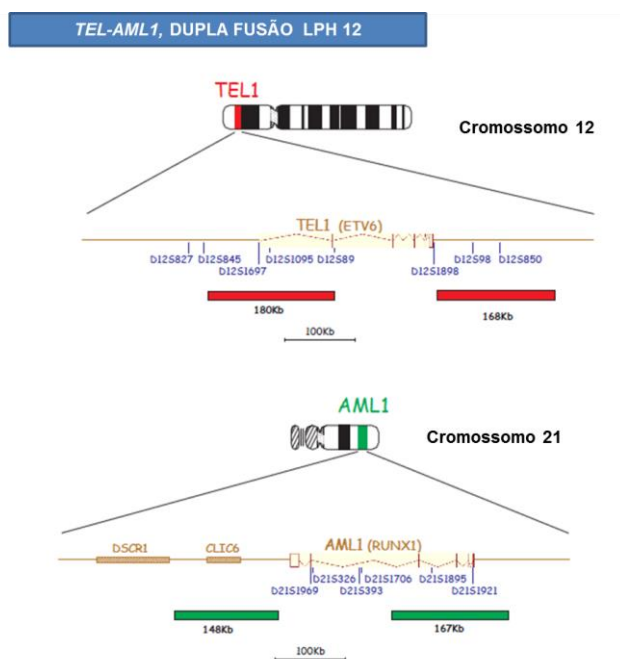 TEL-AML1, DUPLA FUSÃO LPH 12
TEL1
Cromossomo 12
TEL1 (ETV6)
D12S827 D12S845 D12S1095 D12S89 D12S98 D12S850
D12S1697 D12S1898
180Kb 168Kb
100Kb
AML1
Cromossomo 21
DSCR1 CLIC6 AML1 (RUNX1)
D21S326 D21S1706 D21S1895
D21S1969 D21S393 D21S1921
148Kb 167Kb
100Kb